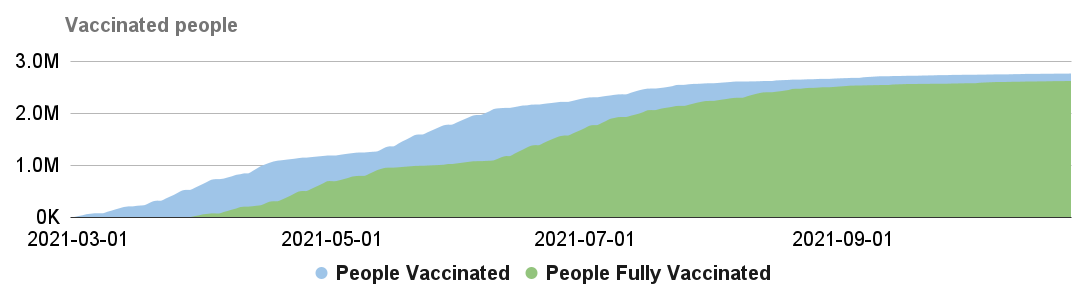 Vaccinated people
3.0M
2.0M
1.0M
0K
2021-03-01 2021-05-01 2021-07-01 2021-09-01
People Vaccinated People Fully Vaccinated